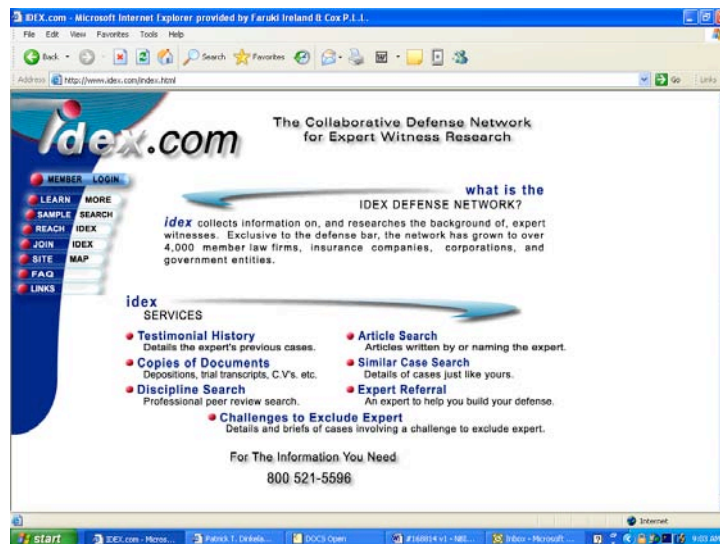 IDEX.com - Microsoft Internet Explorer provided by Faruki Ireland & Cox P.L.L.
File Edit View Favorites Tools Help
Back Search Favorites
Address http://www.idex.com/index.html Go Links
idex.com
The Collaborative Defense Network
for Expert Witness Research
MEMBER LOGIN
LEARN MORE
SAMPLE SEARCH
REACH IDEX
JOIN IDEX
SITE MAP
FAQ
LINKS
what is the
IDEX DEFENSE NETWORK?
idex collects information on, and researches the background of, expert
witnesses. Exclusive to the defense bar, the network has grown to over
4,000 member law firms, insurance companies, corporations, and
government entities.
idex
SERVICES
Testimonial History
Details the expert's previous cases.
Copies of Documents
Depositions, trial transcripts, C.V's. etc.
Discipline Search
Professional peer review search.
Article Search
Articles written by or naming the expert.
Similar Case Search
Details of cases just like yours.
Expert Referral
An expert to help you build your defense.
Challenges to Exclude Expert
Details and briefs of cases involving a challenge to exclude expert.
For The Information You Need
800 521-5596
Internet
start IDEX.com - Micros... Patrick T. Dinkela... DOCS Open #168814 v1 - NBI... Inbox - Microsoft ... 9:03 AM